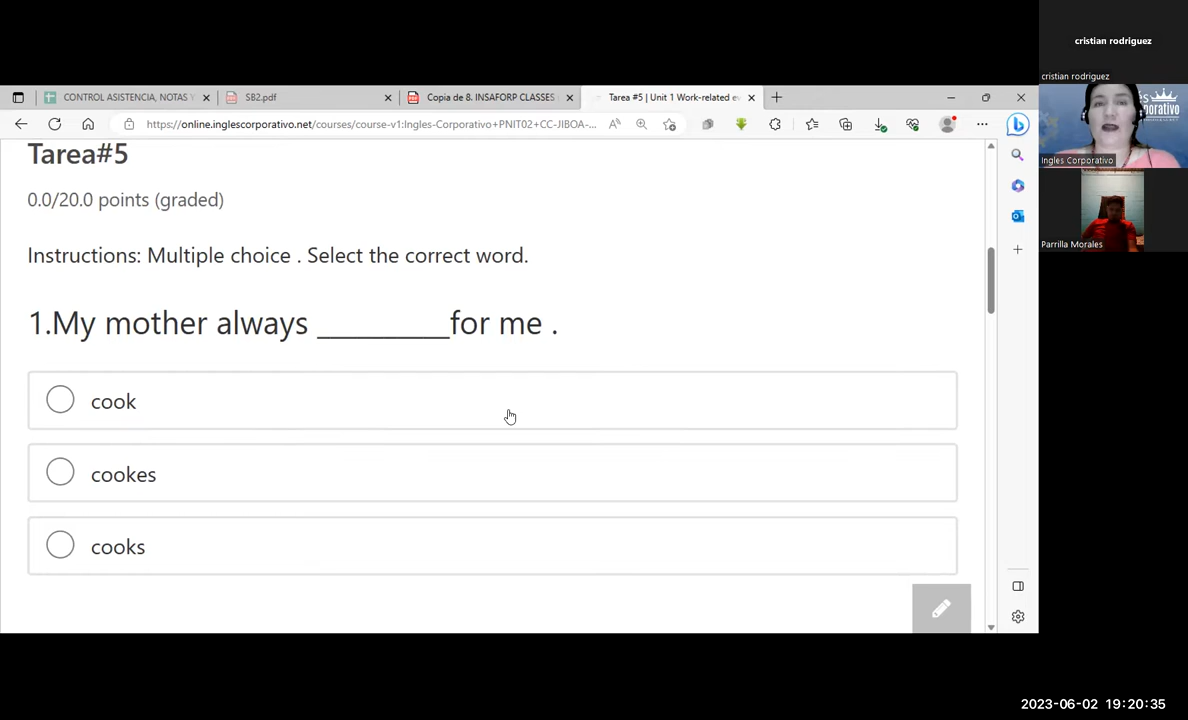 cristian rodriguez
cristian rodriguez
CONTROL ASISTENCIA, NOTAS Y
SB2.pdf
Copia de 8. INSAFORP CLASSES
Tarea #5 | Unit 1 Work-related e
https://online.inglescorporativo.net/courses/course-v1:Ingles-Corporativo+PNIT02+CC-JIBOA-...
orporativo
Ingles Corporativo
Parrilla Morales
Tarea#5
0.0/20.0 points (graded)
Instructions: Multiple choice . Select the correct word.
1.My mother always _________for me .
cook
cookes
cooks
2023-06-02 19:20:35